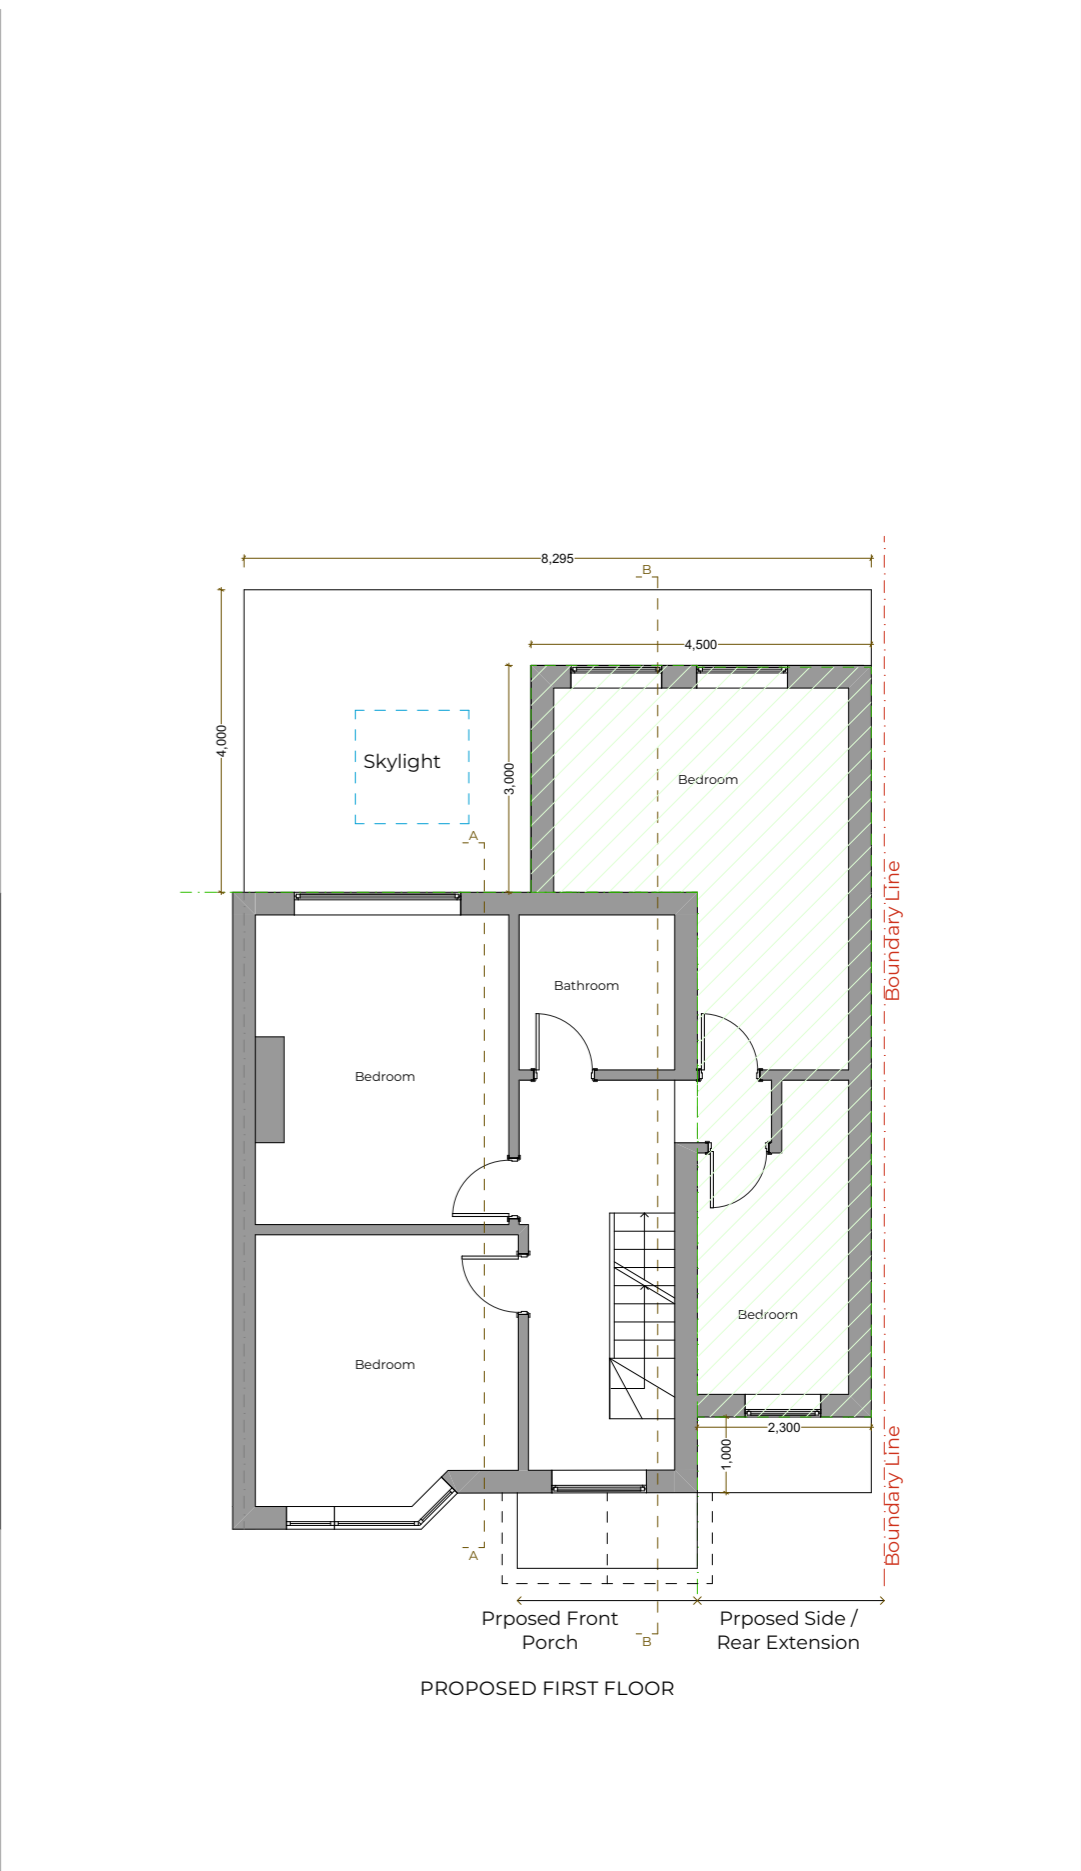 8,295
B
4,500
4,000
Skylight
3,000
Bedroom
A
Boundary Line
Bathroom
Bedroom
Bedroom
Bedroom
2,300
1,000
Boundary Line
A
Prposed Front
Porch
B
Prposed Side /
Rear Extension
PROPOSED FIRST FLOOR